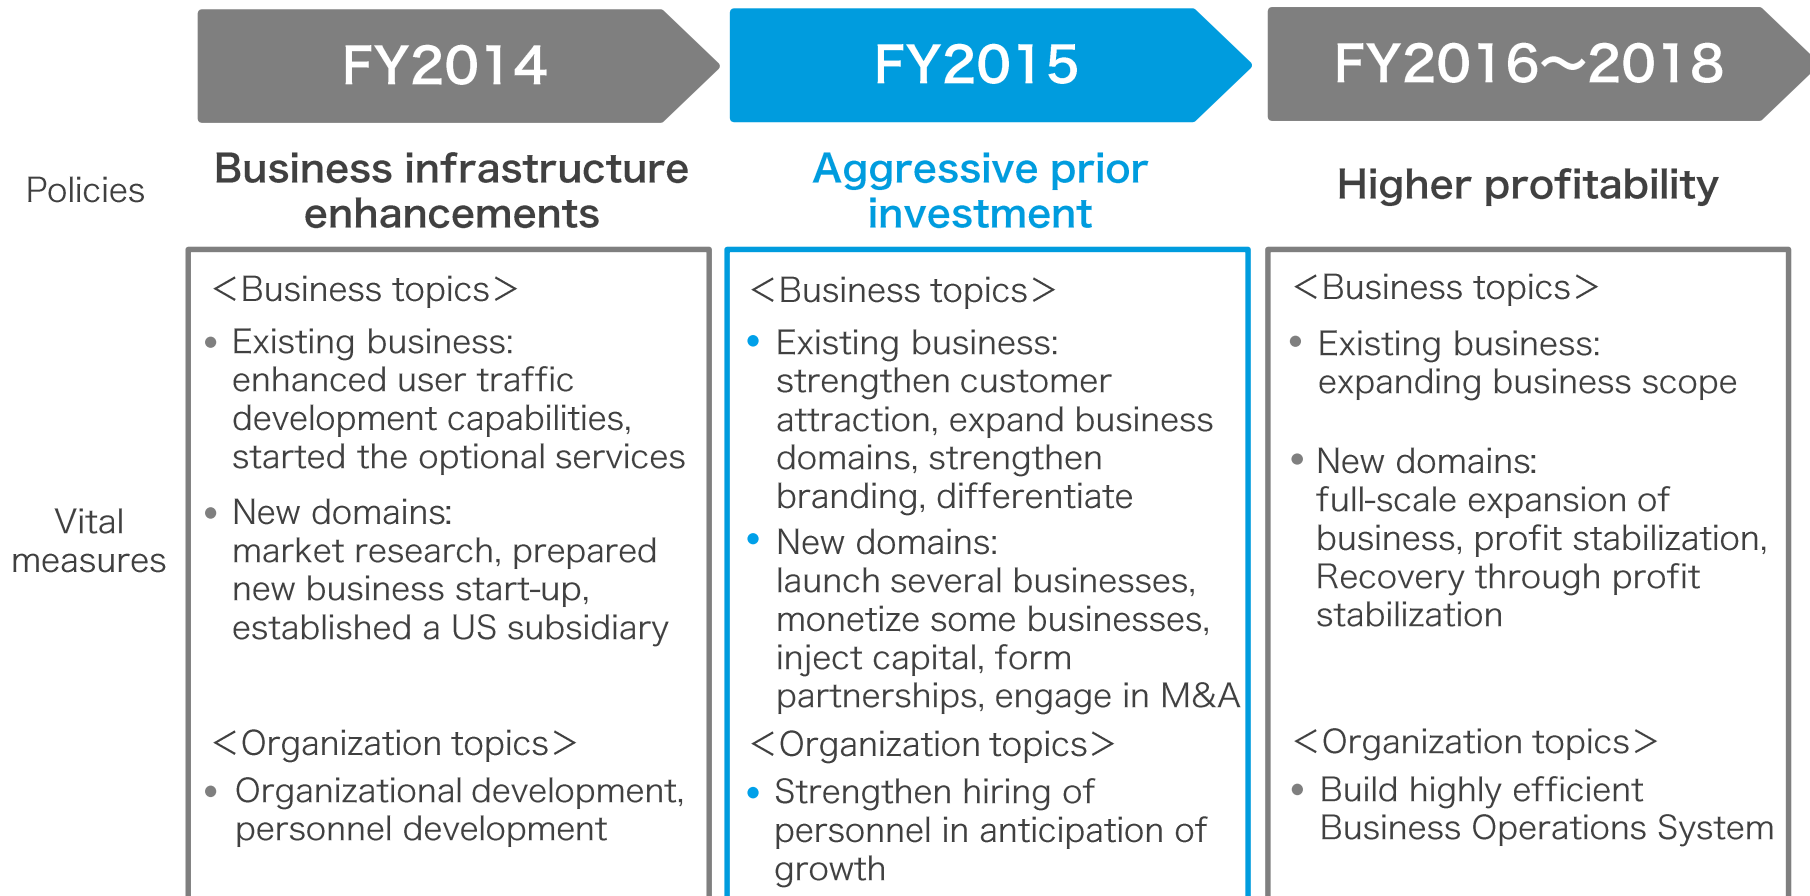 FY2014
FY2015
FY2016～2018
Policies
Business infrastructure
enhancements
Aggressive prior
investment
Higher profitability
Vital
measures
＜Business topics＞
• Existing business:
enhanced user traffic
development capabilities,
started the optional services
• New domains:
market research, prepared
new business start-up,
established a US subsidiary
＜Organization topics＞
• Organizational development,
personnel development
＜Business topics＞
• Existing business:
strengthen customer
attraction, expand business
domains, strengthen
branding, differentiate
• New domains:
launch several businesses,
monetize some businesses,
inject capital, form
partnerships, engage in M&A
＜Organization topics＞
• Strengthen hiring of
personnel in anticipation of
growth
＜Business topics＞
• Existing business:
expanding business scope
• New domains:
full-scale expansion of
business, profit stabilization,
Recovery through profit
stabilization
＜Organization topics＞
• Build highly efficient
Business Operations System